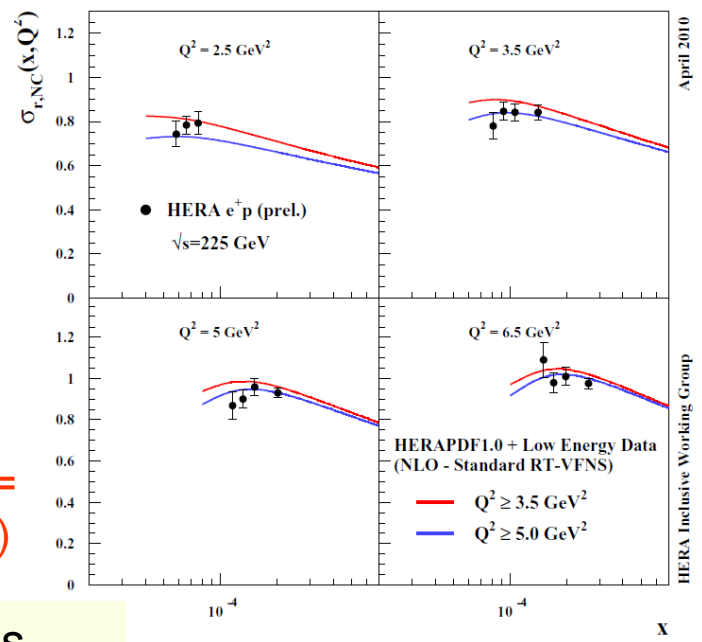 σr,NC(x,Q²)
April 2010
1.2
1
0.8
0.6
0.4
0.2
0
Q² = 2.5 GeV²
HERA e⁺p (prel.)
√s=225 GeV
Q² = 3.5 GeV²
1.2
1
0.8
0.6
0.4
0.2
0
Q² = 5 GeV²
Q² = 6.5 GeV²
HERAPDF1.0 + Low Energy Data
(NLO - Standard RT-VFNS)
Q² ≥ 3.5 GeV²
Q² ≥ 5.0 GeV²
HERA Inclusive Working Group
10⁻⁴
10⁻⁴
x
=
)
s